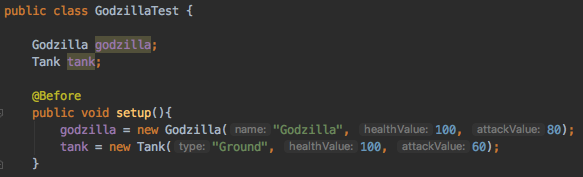 public class GodzillaTest {
Godzilla godzilla;
Tank tank;
@Before
public void setup(){
godzilla = new Godzilla( name: "Godzilla", healthValue: 100, attackValue: 80);
tank = new Tank( type: "Ground", healthValue: 100, attackValue: 60);
}